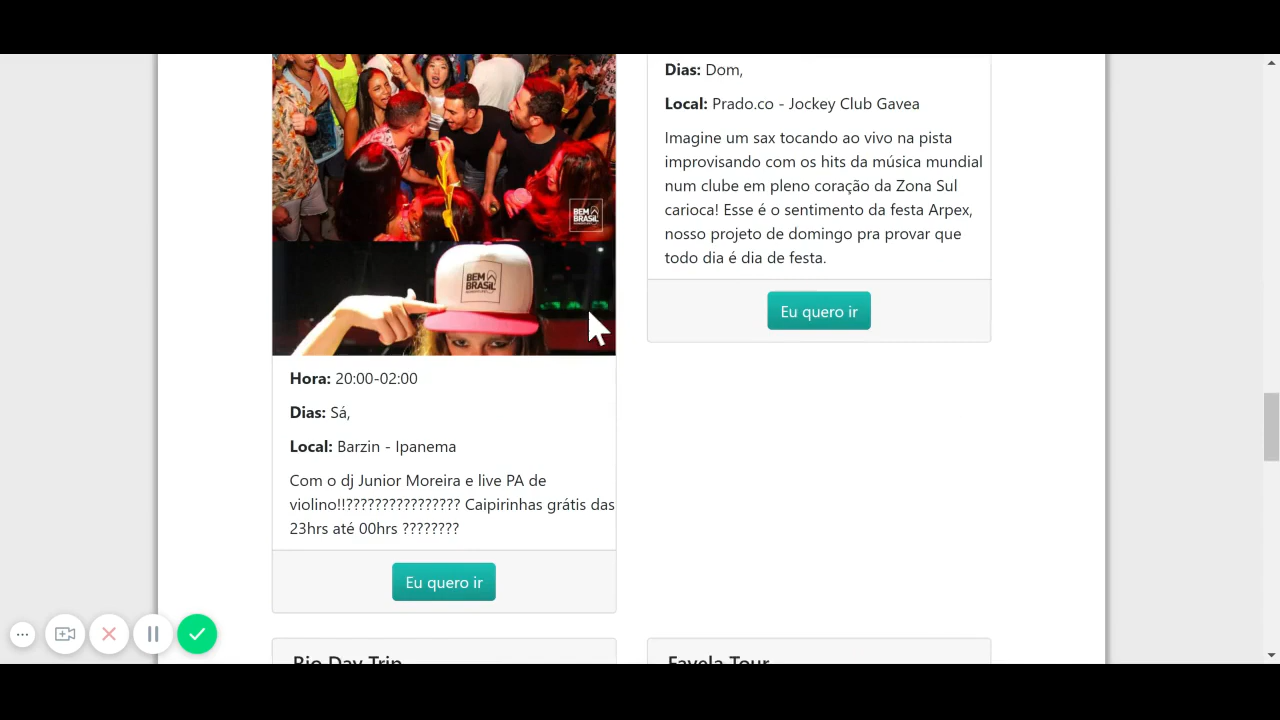 BEM
BRASIL
BEM
BRASIL
Hora: 20:00-02:00
Dias: Sá,
Local: Barzin - Ipanema
Com o dj Junior Moreira e live PA de
violino!!???????????????? Caipirinhas grátis das
23hrs até 00hrs ????????
Eu quero ir
Dias: Dom,
Local: Prado.co - Jockey Club Gavea
Imagine um sax tocando ao vivo na pista
improvisando com os hits da música mundial
num clube em pleno coração da Zona Sul
carioca! Esse é o sentimento da festa Arpex,
nosso projeto de domingo pra provar que
todo dia é dia de festa.
Eu quero ir
Rio Day Trip
Favela Tour